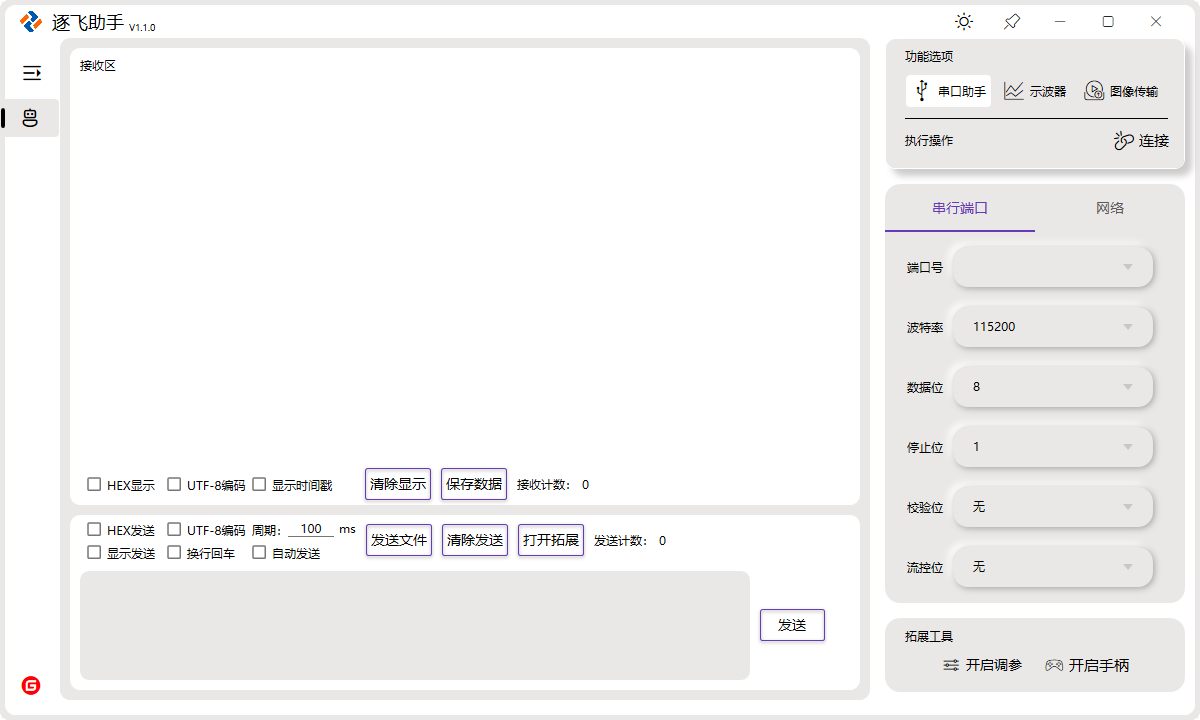 逐飞助手 V1.1.0
接收区
HEX显示 UTF-8编码 显示时间戳 清除显示 保存数据 接收计数： 0
HEX发送 UTF-8编码 周期： 100 ms
显示发送 换行回车 自动发送
发送文件 清除发送 打开拓展 发送计数： 0
发送
功能选项
串口助手 示波器 图像传输
执行操作 连接
串行端口 网络
端口号
波特率 115200
数据位 8
停止位 1
校验位 无
流控位 无
拓展工具
开启调参 开启手柄
G